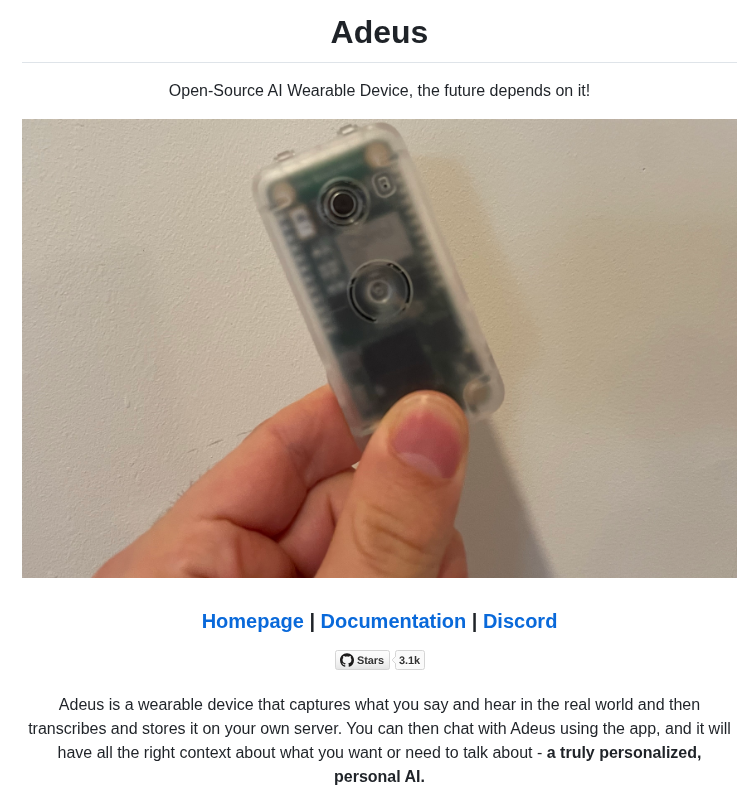 Adeus
Open-Source AI Wearable Device, the future depends on it!
Homepage | Documentation | Discord
Stars 3.1k
Adeus is a wearable device that captures what you say and hear in the real world and then
transcribes and stores it on your own server. You can then chat with Adeus using the app, and it will
have all the right context about what you want or need to talk about - a truly personalized,
personal AI.